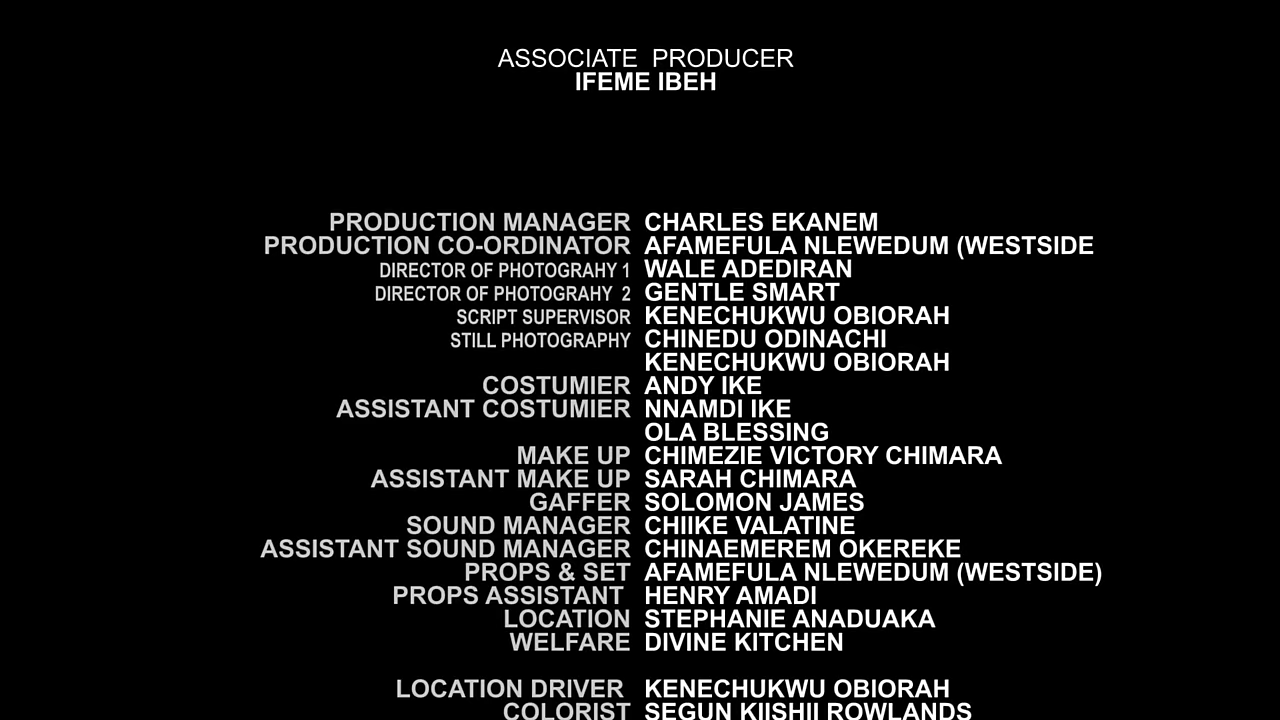 ASSOCIATE PRODUCER
IFEME IBEH
PRODUCTION MANAGER CHARLES EKANEM
PRODUCTION CO-ORDINATOR AFAMEFULA NLEWEDUM (WESTSIDE
DIRECTOR OF PHOTOGRAHY 1 WALE ADEDIRAN
DIRECTOR OF PHOTOGRAHY 2 GENTLE SMART
SCRIPT SUPERVISOR KENECHUKWU OBIORAH
STILL PHOTOGRAPHY CHINEDU ODINACHI
KENECHUKWU OBIORAH
COSTUMIER ANDY IKE
ASSISTANT COSTUMIER NNAMDI IKE
OLA BLESSING
MAKE UP CHIMEZIE VICTORY CHIMARA
ASSISTANT MAKE UP SARAH CHIMARA
GAFFER SOLOMON JAMES
SOUND MANAGER CHIIKE VALATINE
ASSISTANT SOUND MANAGER CHINAEMEREM OKEREKE
PROPS & SET AFAMEFULA NLEWEDUM (WESTSIDE)
PROPS ASSISTANT HENRY AMADI
LOCATION STEPHANIE ANADUAKA
WELFARE DIVINE KITCHEN
LOCATION DRIVER KENECHUKWU OBIORAH
COLORIST SEGUN KIISHII ROWLANDS